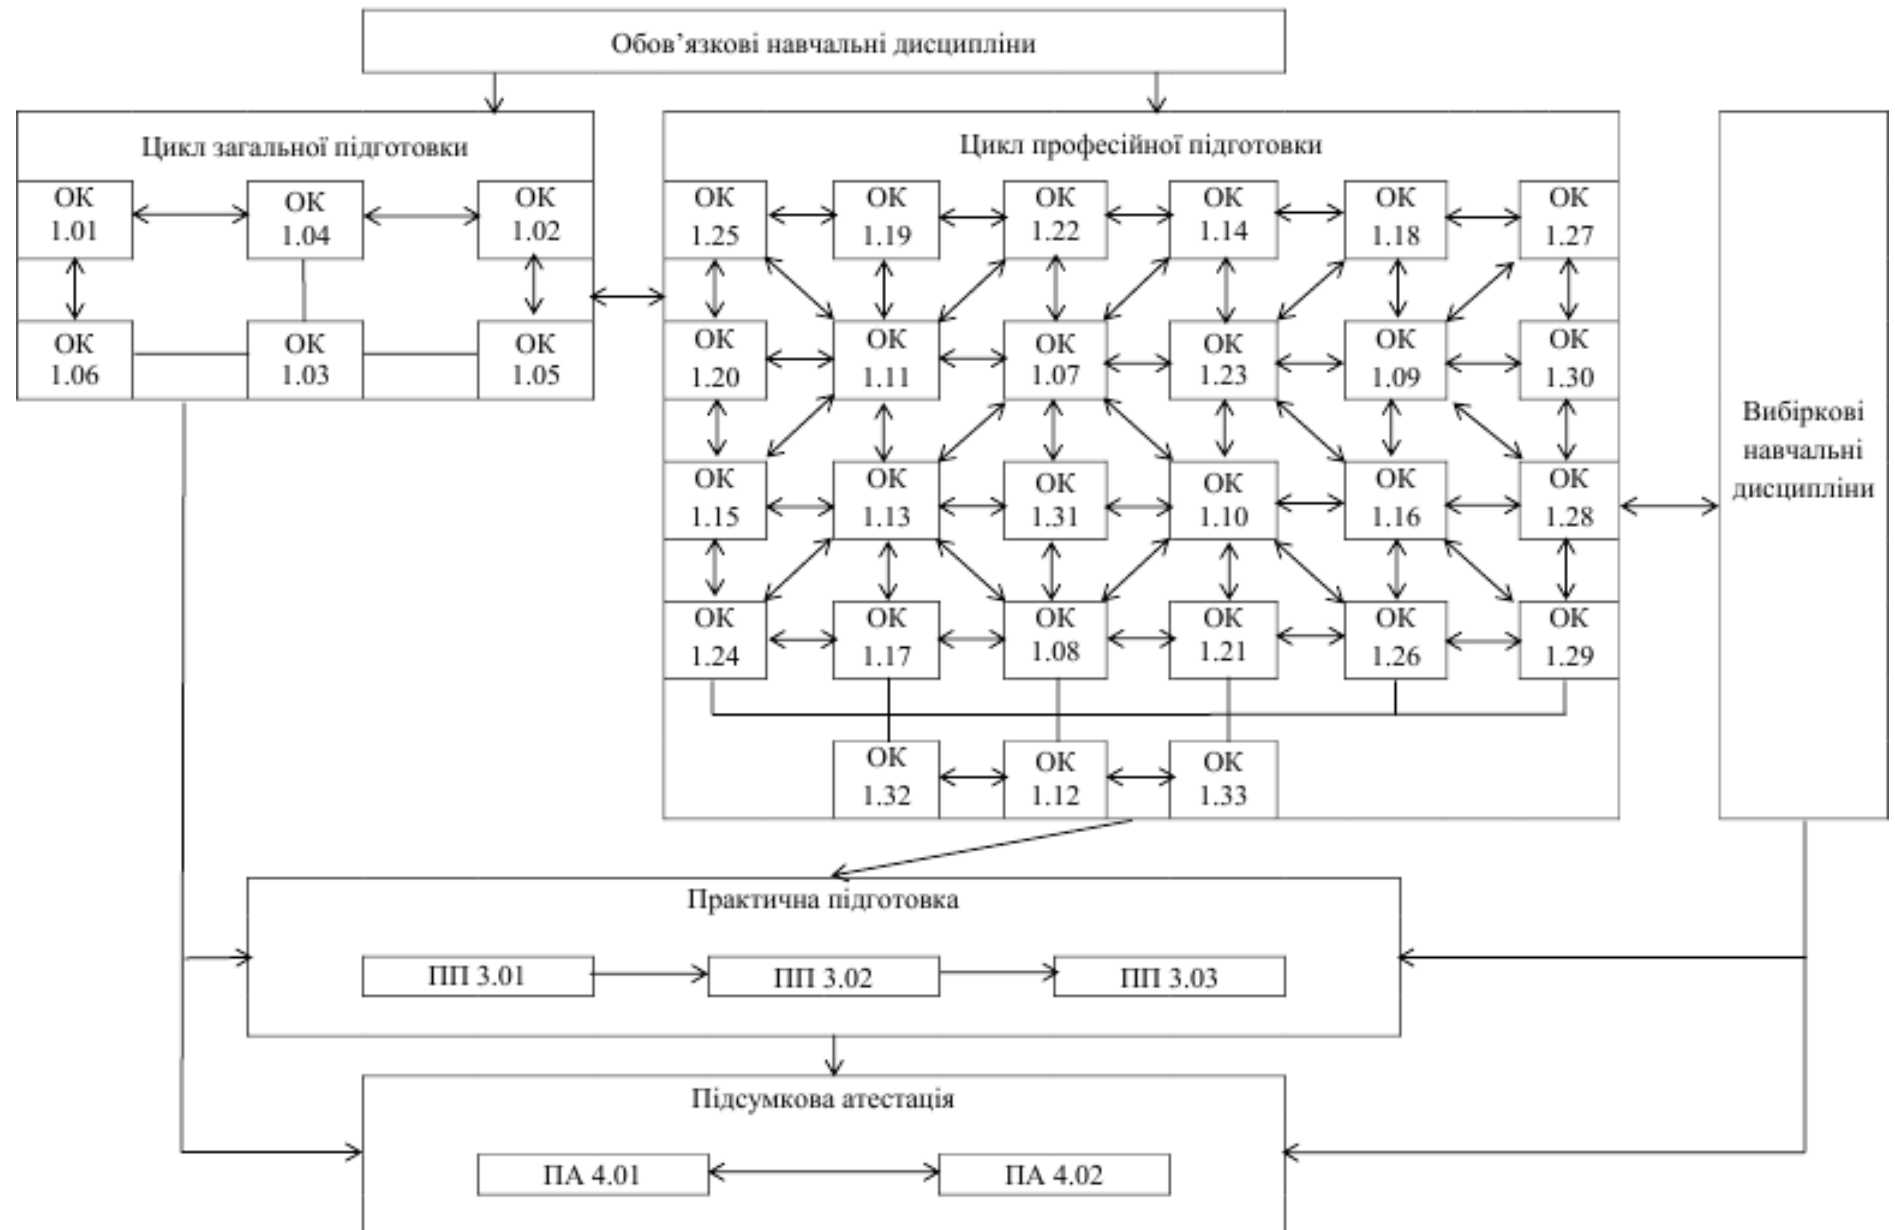 Обов’язкові навчальні дисципліни
Цикл загальної підготовки
ОК
1.01
ОК
1.04
ОК
1.02
ОК
1.06
ОК
1.03
ОК
1.05
Цикл професійної підготовки
ОК
1.25
ОК
1.19
ОК
1.22
ОК
1.14
ОК
1.18
ОК
1.27
ОК
1.20
ОК
1.11
ОК
1.07
ОК
1.23
ОК
1.09
ОК
1.30
ОК
1.15
ОК
1.13
ОК
1.31
ОК
1.10
ОК
1.16
ОК
1.28
ОК
1.24
ОК
1.17
ОК
1.08
ОК
1.21
ОК
1.26
ОК
1.29
ОК
1.32
ОК
1.12
ОК
1.33
Вибіркові
навчальні
дисципліни
Практична підготовка
ПП 3.01
ПП 3.02
ПП 3.03
Підсумкова атестація
ПА 4.01
ПА 4.02